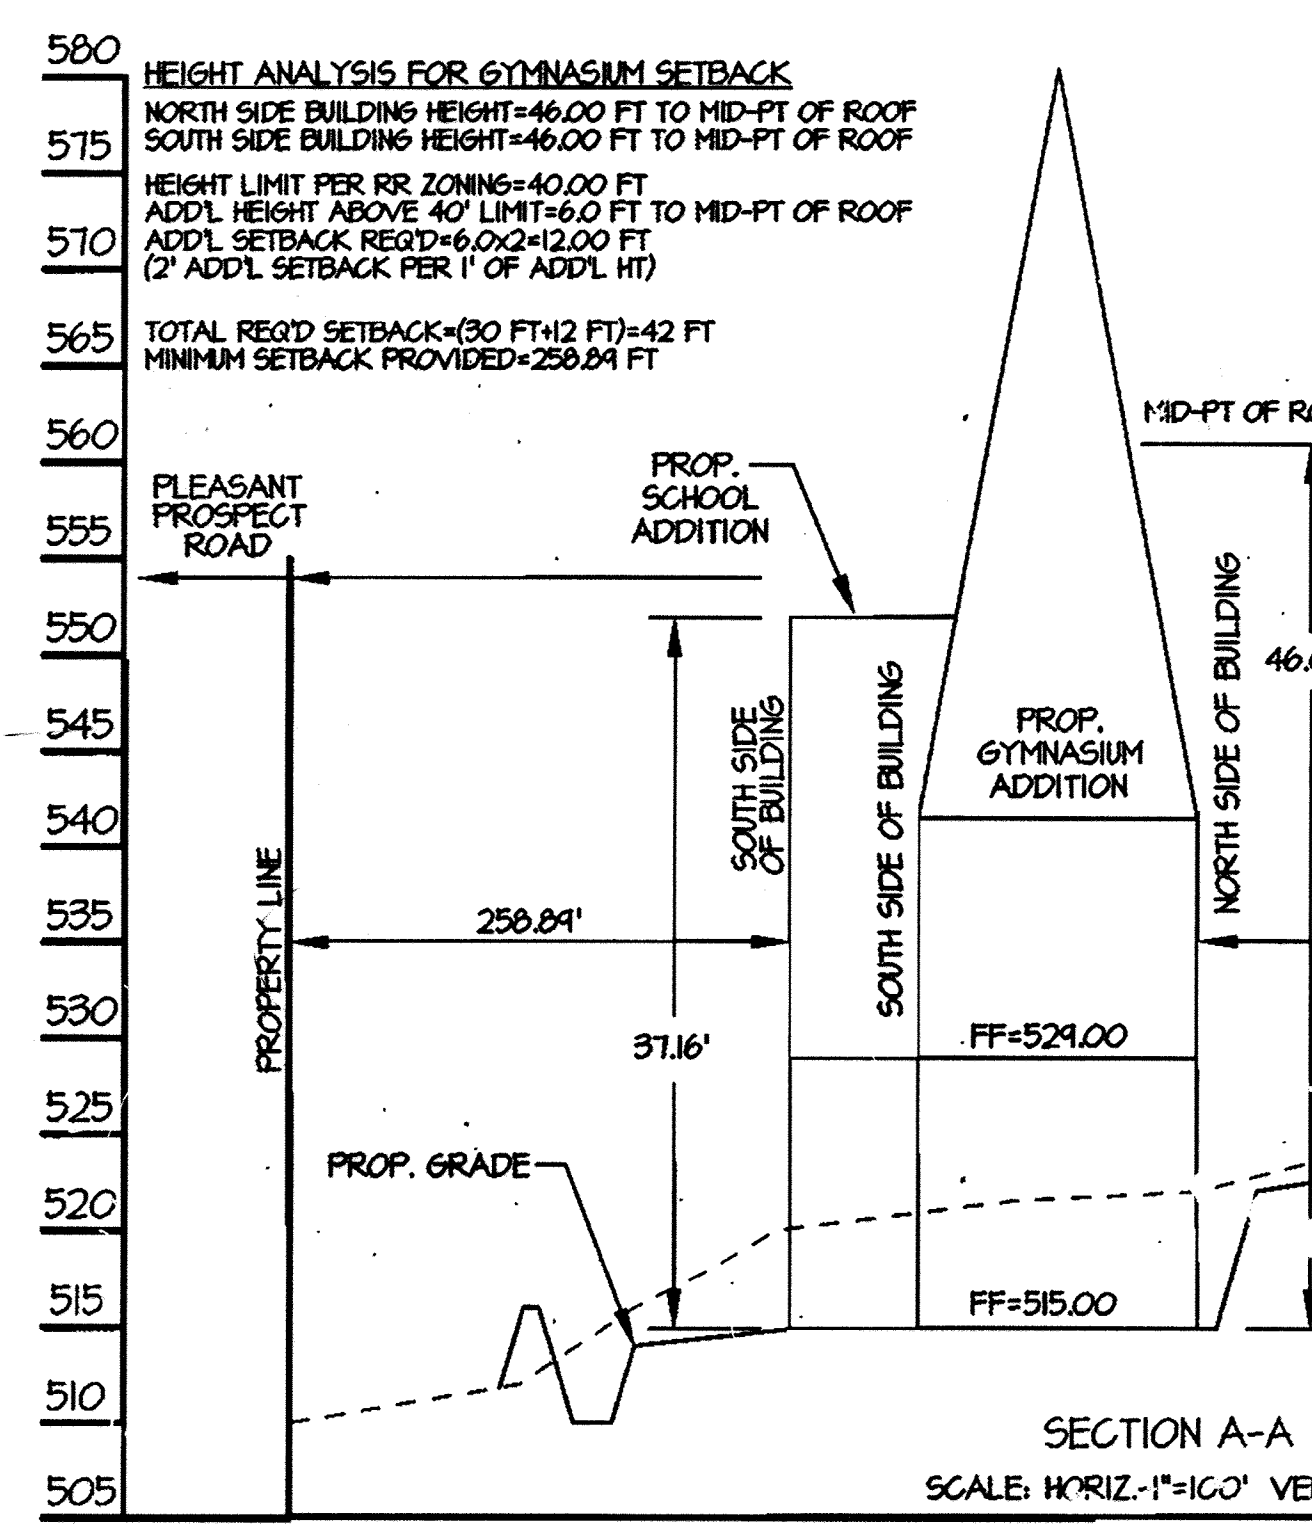 580
HEIGHT ANALYSIS FOR GYMNASIUM SETBACK
NORTH SIDE BUILDING HEIGHT=46.00 FT TO MID-PT OF ROOF
SOUTH SIDE BUILDING HEIGHT=46.00 FT TO MID-PT OF ROOF
575
HEIGHT LIMIT PER RR ZONING=40.00 FT
ADD'L HEIGHT ABOVE 40' LIMIT=6.0 FT TO MID-PT OF ROOF
570
ADD'L SETBACK REQ'D=6.0x2=12.00 FT
(2' ADD'L SETBACK PER 1' OF ADD'L HT)
565
TOTAL REQ'D SETBACK=(30 FT+12 FT)=42 FT
MINIMUM SETBACK PROVIDED=258.89 FT
MID-PT OF
560
PROP.
SCHOOL
ADDITION
PLEASANT
PROSPECT
ROAD
555
550
545
540
535
530
525
520
515
510
505
PROPERTY LINE
258.89'
37.16'
SOUTH SIDE
OF BUILDING
SOUTH SIDE OF BUILDING
PROP.
GYMNASIUM
ADDITION
NORTH SIDE OF BUILDING
FF=529.00
PROP. GRADE
FF=515.00
SECTION A-A
SCALE: HORIZ.-1"=100'